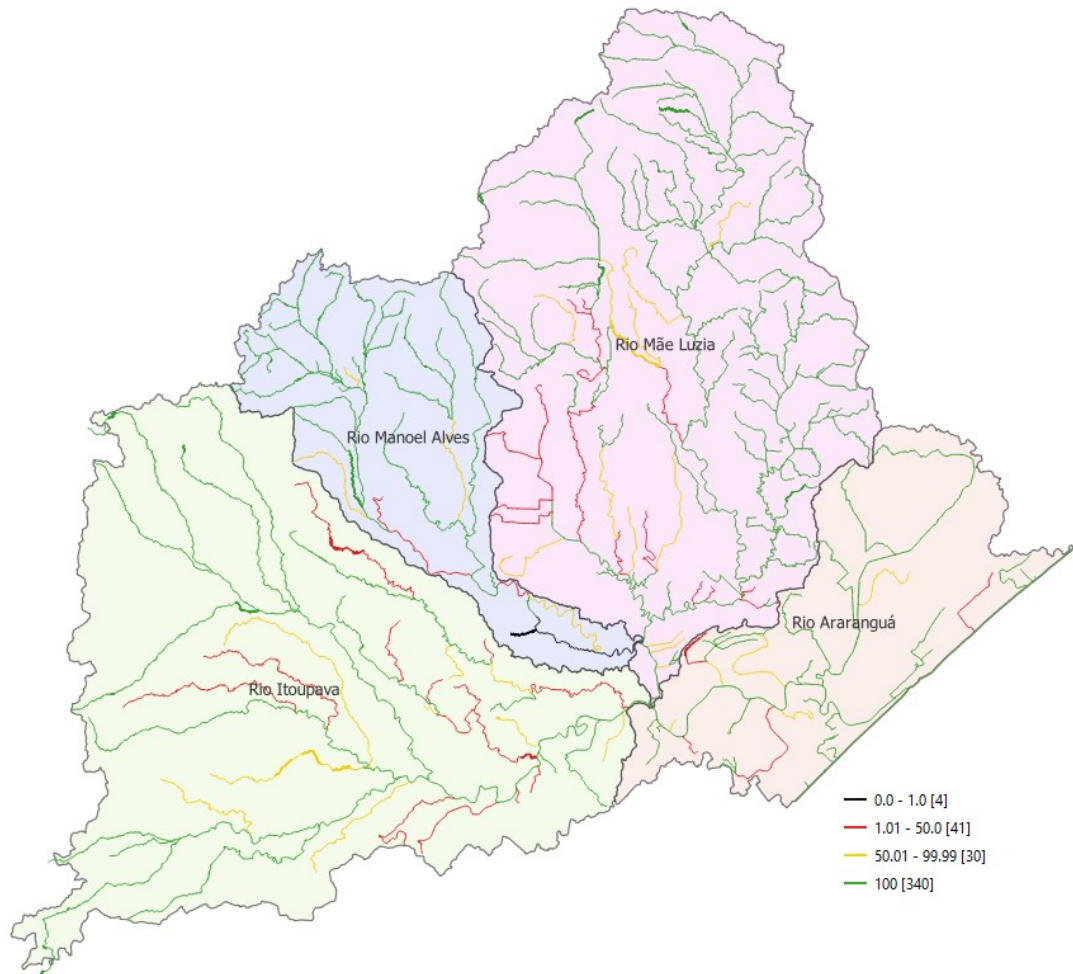 Rio Mãe Luzia
Rio Manoel Alves
Rio Araranguá
Rio Itoupava
0.0 - 1.0 [4]
1.01 - 50.0 [41]
50.01 - 99.99 [30]
100 [340]